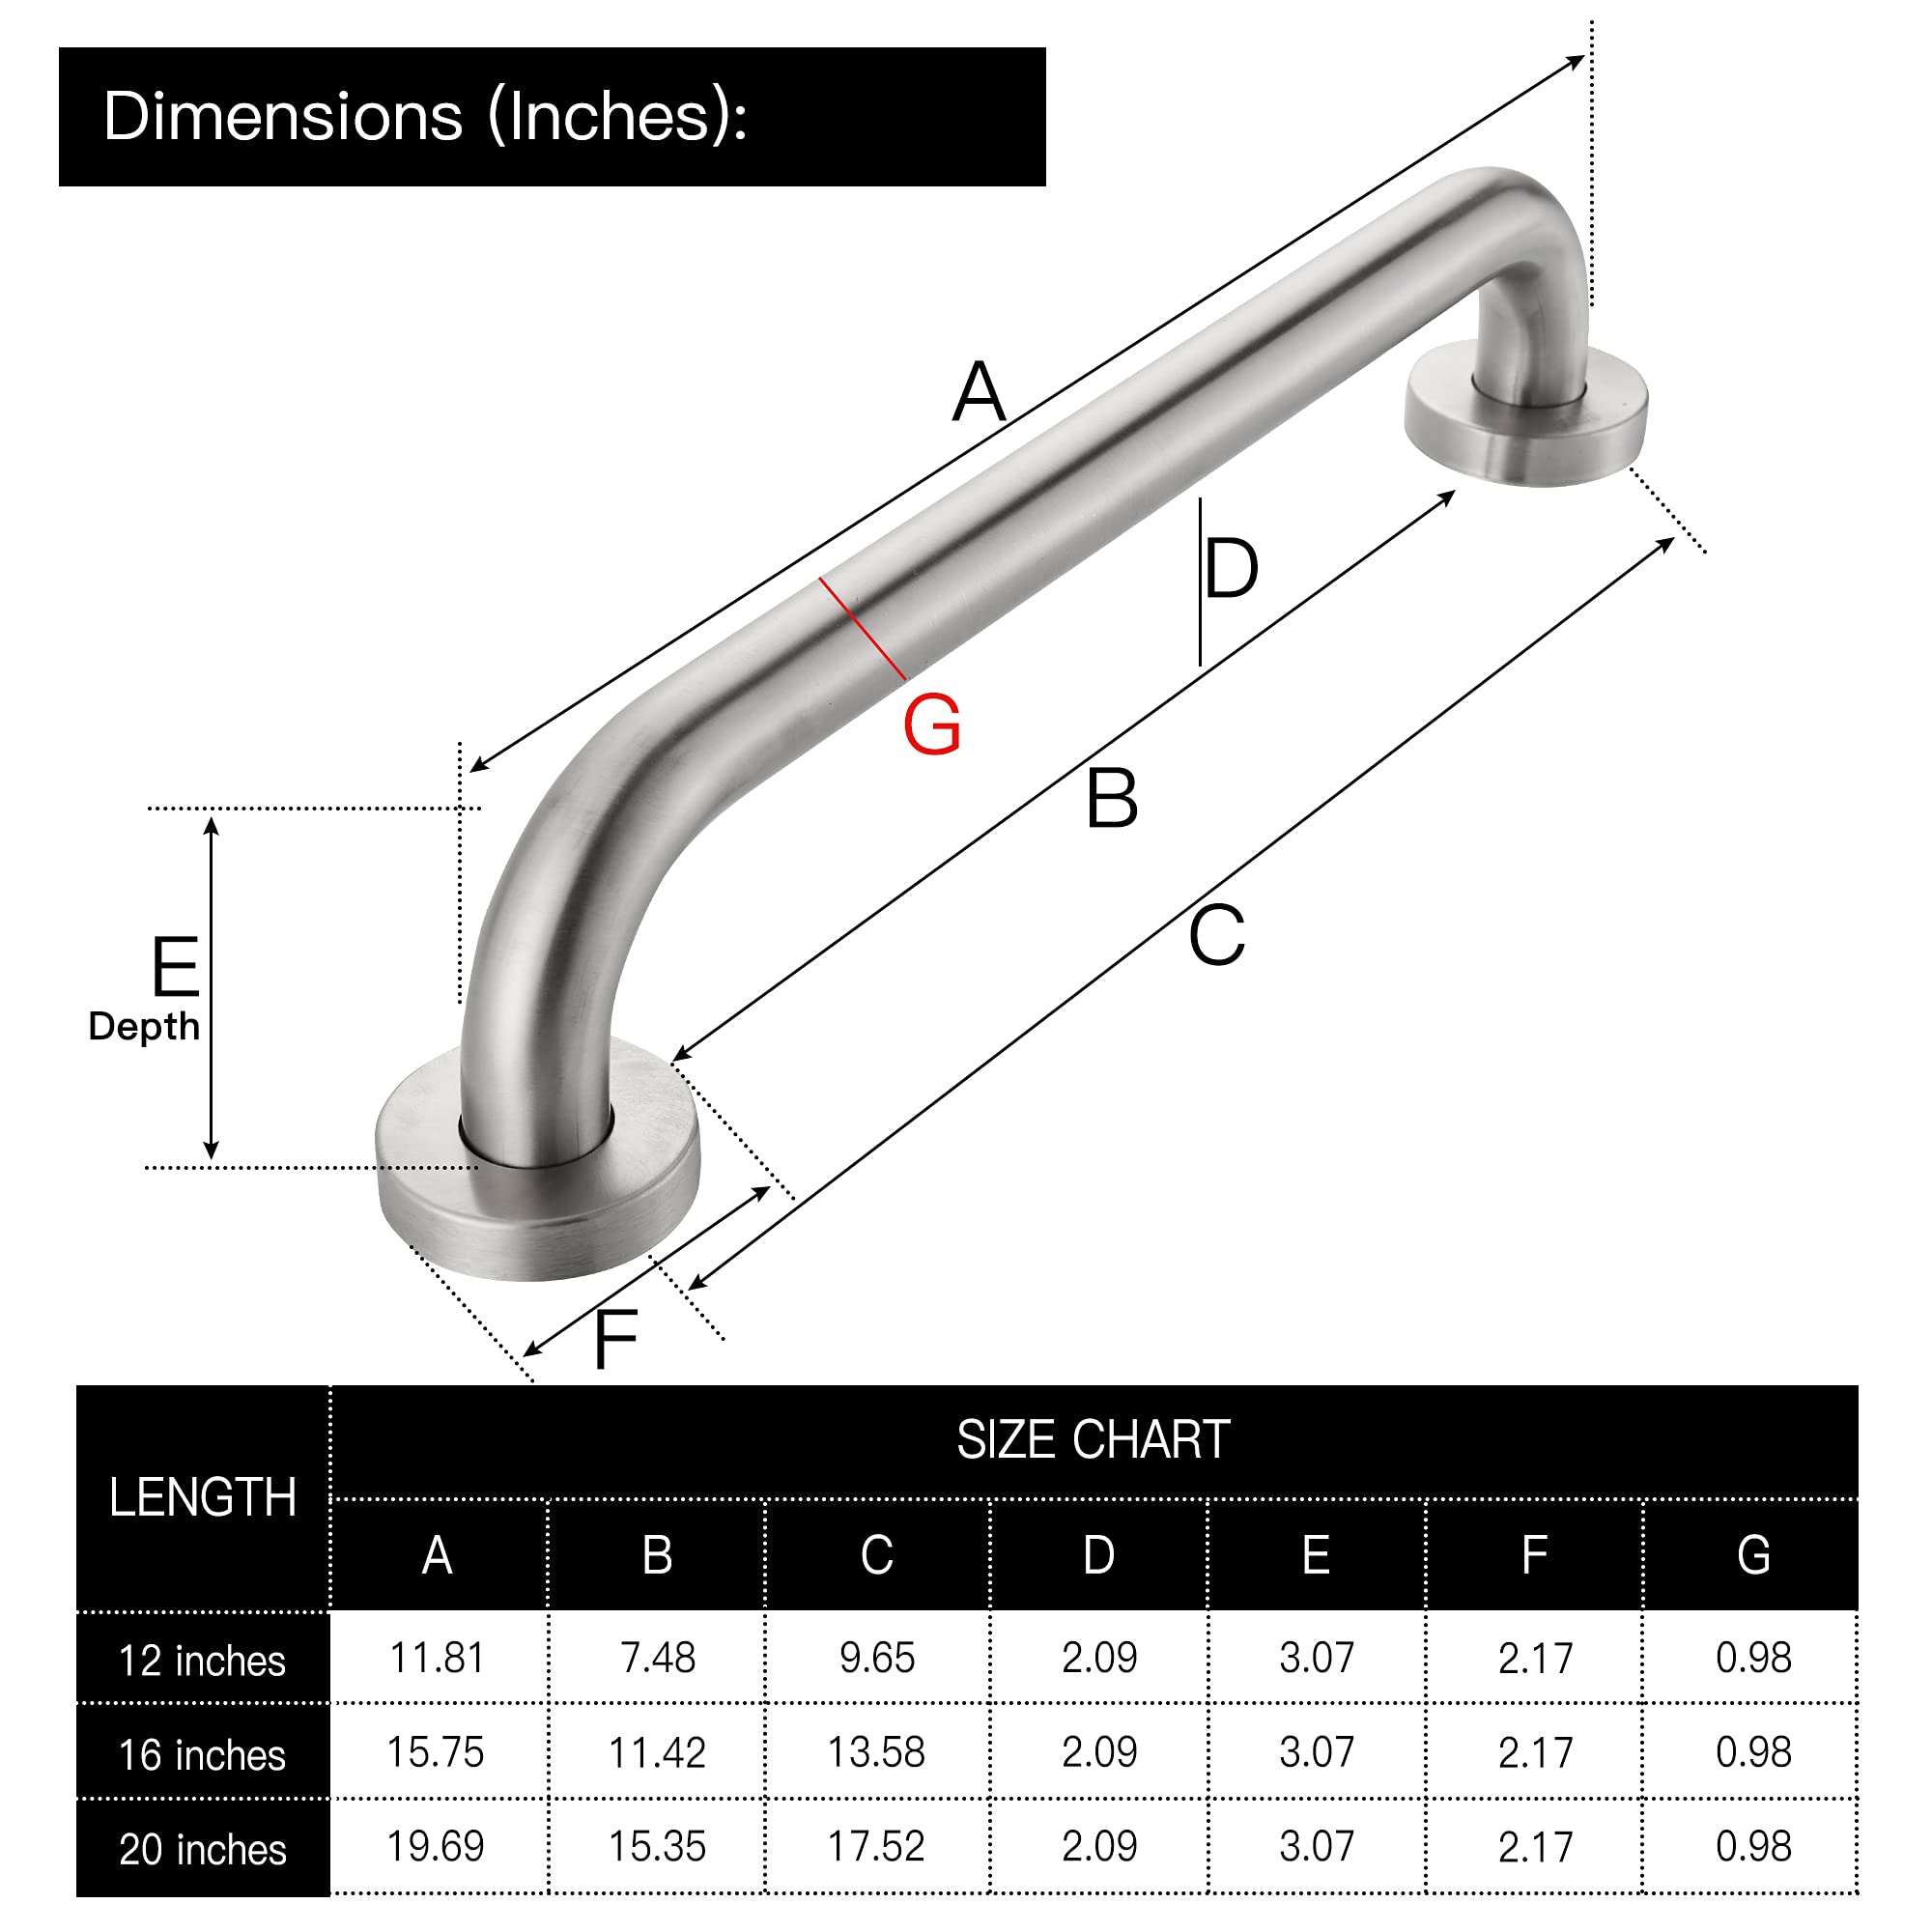 Dimensions (Inches):
A
D
G
B
C
E
Depth
F
LENGTH SIZE CHART
A B C D E F G
12 inches 11.81 7.48 9.65 2.09 3.07 2.17 0.98
16 inches 15.75 11.42 13.58 2.09 3.07 2.17 0.98
20 inches 19.69 15.35 17.52 2.09 3.07 2.17 0.98